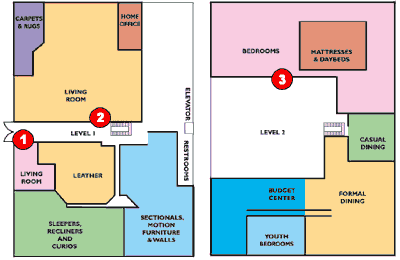 CARPETS
& RUGS
HOME
OFFICE
LIVING
ROOM
2
ELEVATOR
1
LEVEL 1
RESTROOMS
LIVING
ROOM
LEATHER
SLEEPERS,
RECLINERS
AND
CURIOS
SECTIONALS,
MOTION
FURNITURE
& WALLS
BEDROOMS
MATTRESSES
& DAYBEDS
3
LEVEL 2
CASUAL
DINING
BUDGET
CENTER
FORMAL
DINING
YOUTH
BEDROOMS